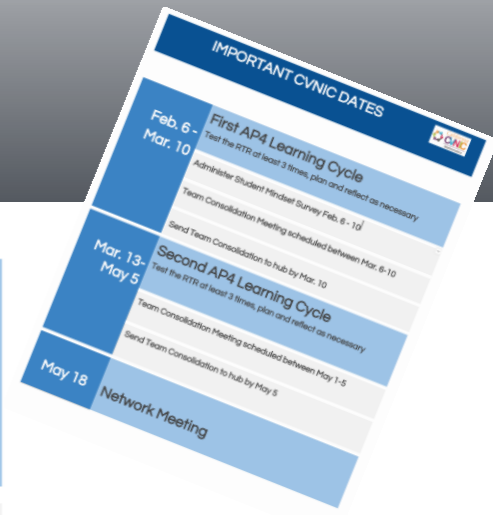 IMPORTANT CVNIC DATES
CVNIC
Feb. 6 -
Mar. 10
First AP4 Learning Cycle
Test the RTR at least 3 times, plan and reflect as necessary
Administer Student Mindset Survey Feb. 6 - 10
Team Consolidation Meeting scheduled between Mar. 6-10
Send Team Consolidation to hub by Mar. 10
Mar. 13-
May 5
Second AP4 Learning Cycle
Test the RTR at least 3 times, plan and reflect as necessary
Team Consolidation Meeting scheduled between May 1-5
Send Team Consolidation to hub by May 5
May 18
Network Meeting